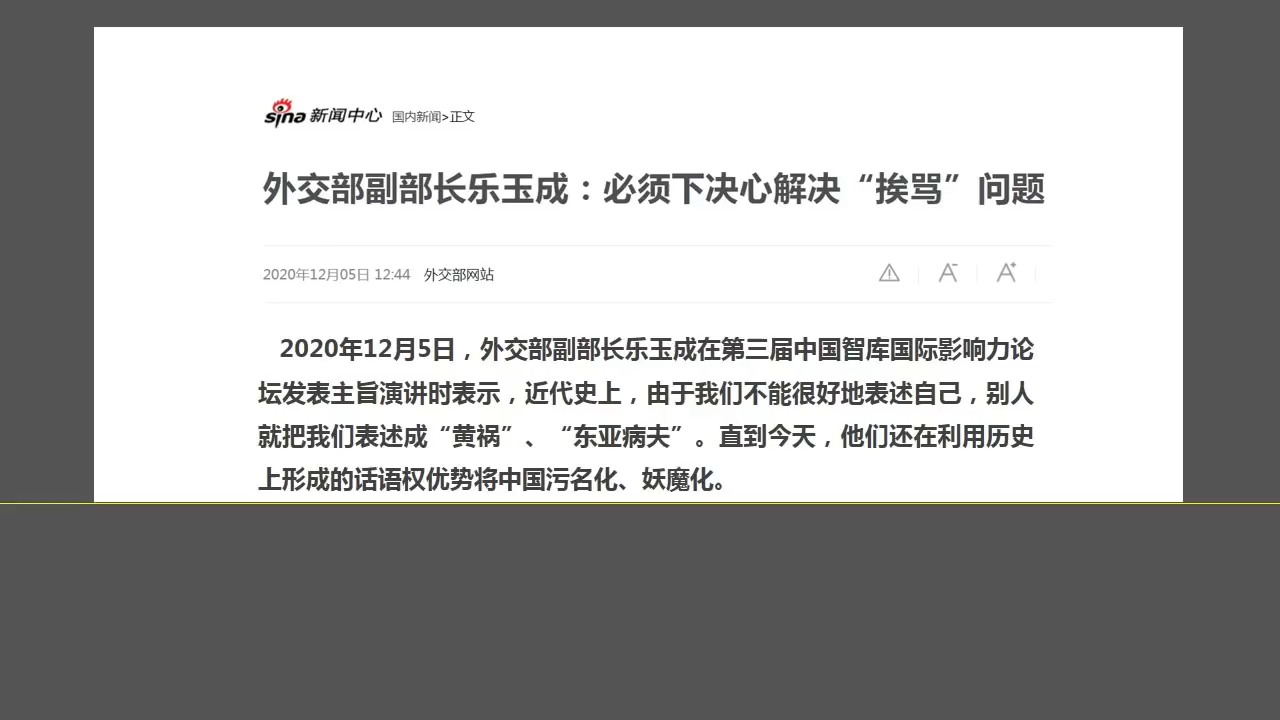 sina 新闻中心 国内新闻>正文
外交部副部长乐玉成：必须下决心解决“挨骂”问题
2020年12月05日 12:44 外交部网站 A- A+
2020年12月5日，外交部副部长乐玉成在第三届中国智库国际影响力论
坛发表主旨演讲时表示，近代史上，由于我们不能很好地表述自己，别人
就把我们表述成“黄祸”、“东亚病夫”。直到今天，他们还在利用历史
上形成的话语权优势将中国污名化、妖魔化。